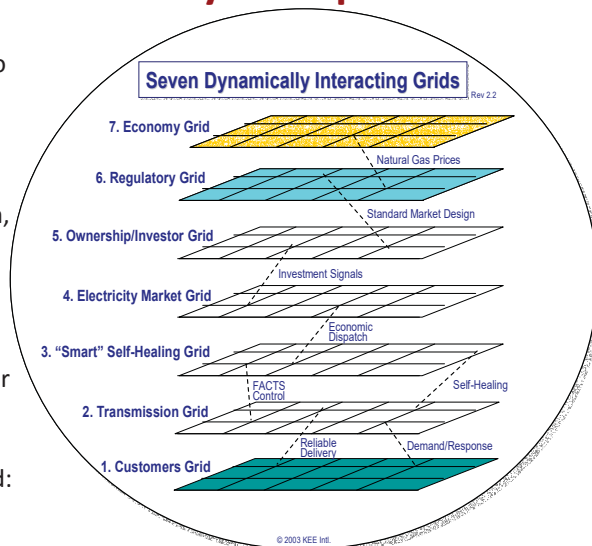 Seven Dynamically Interacting Grids
Rev 2.2
7. Economy Grid
Natural Gas Prices
6. Regulatory Grid
Standard Market Design
5. Ownership/Investor Grid
Investment Signals
4. Electricity Market Grid
Economic
Dispatch
3. “Smart” Self-Healing Grid
FACTS
Control
Self-Healing
2. Transmission Grid
Reliable
Delivery
Demand/Response
1. Customers Grid
© 2003 KEE Intl.